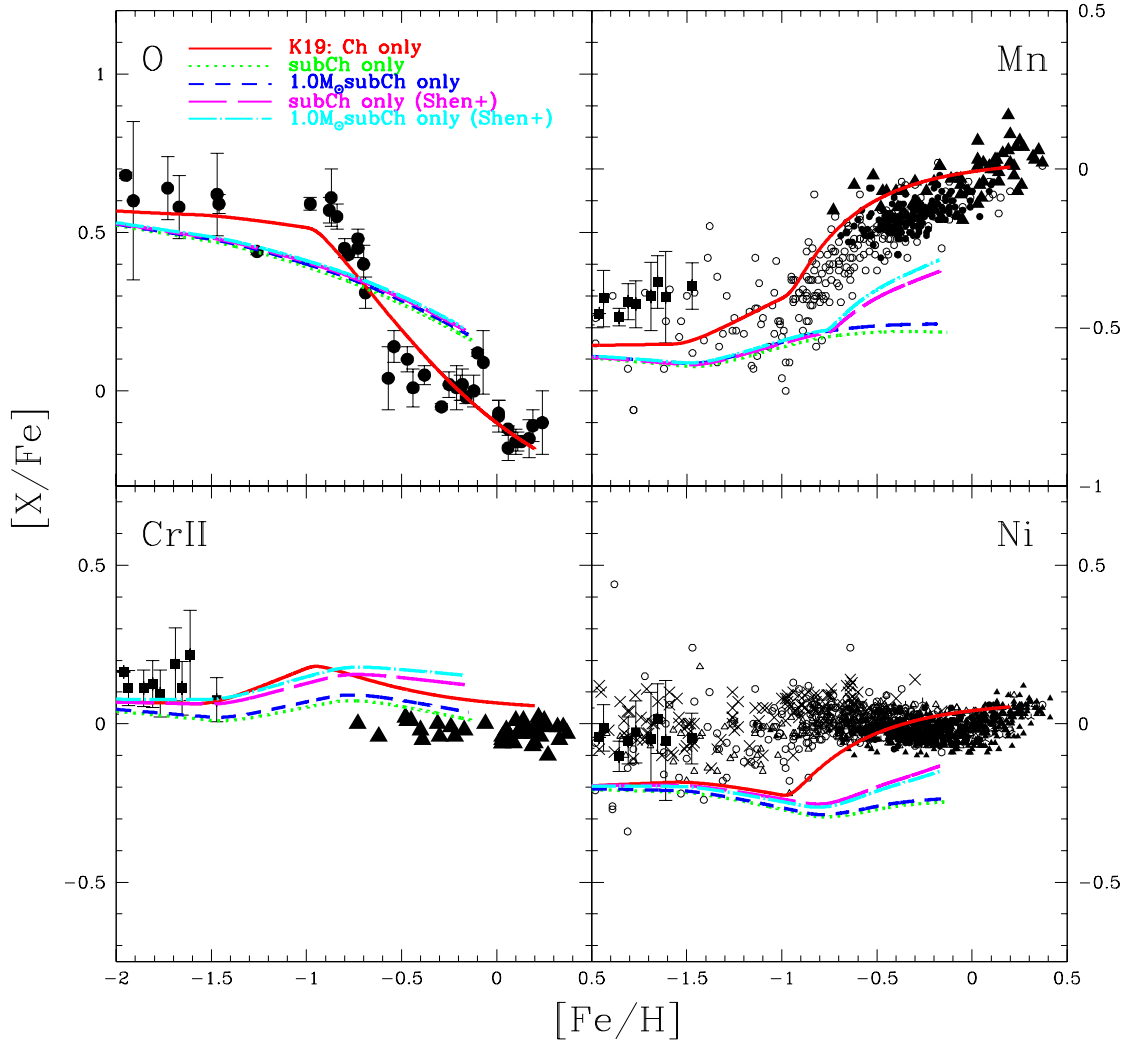 O
K19: Ch only
subCh only
1.0M⊙subCh only
subCh only (Shen+)
1.0M⊙subCh only (Shen+)
Mn
1
0.5
0
0.5
0
-0.5
-1
[X/Fe]
CrII
Ni
0.5
0
-0.5
0.5
0
-0.5
-2
-1.5
-1
-0.5
0
0.5
-1.5
-1
-0.5
0
0.5
[Fe/H]